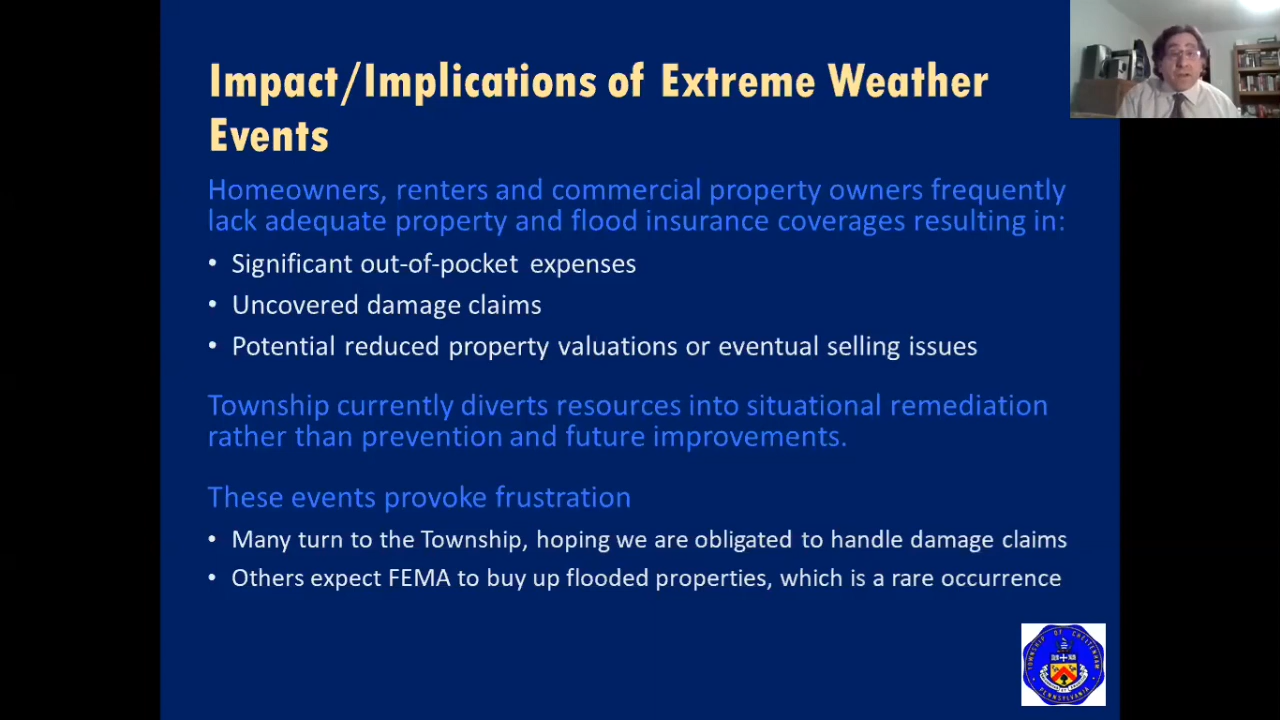 Impact/Implications of Extreme Weather
Events
Homeowners, renters and commercial property owners frequently
lack adequate property and flood insurance coverages resulting in:
• Significant out-of-pocket expenses
• Uncovered damage claims
• Potential reduced property valuations or eventual selling issues
Township currently diverts resources into situational remediation
rather than prevention and future improvements.
These events provoke frustration
• Many turn to the Township, hoping we are obligated to handle damage claims
• Others expect FEMA to buy up flooded properties, which is a rare occurrence
TOWNSHIP OF CHELTENHAM
PENNSYLVANIA